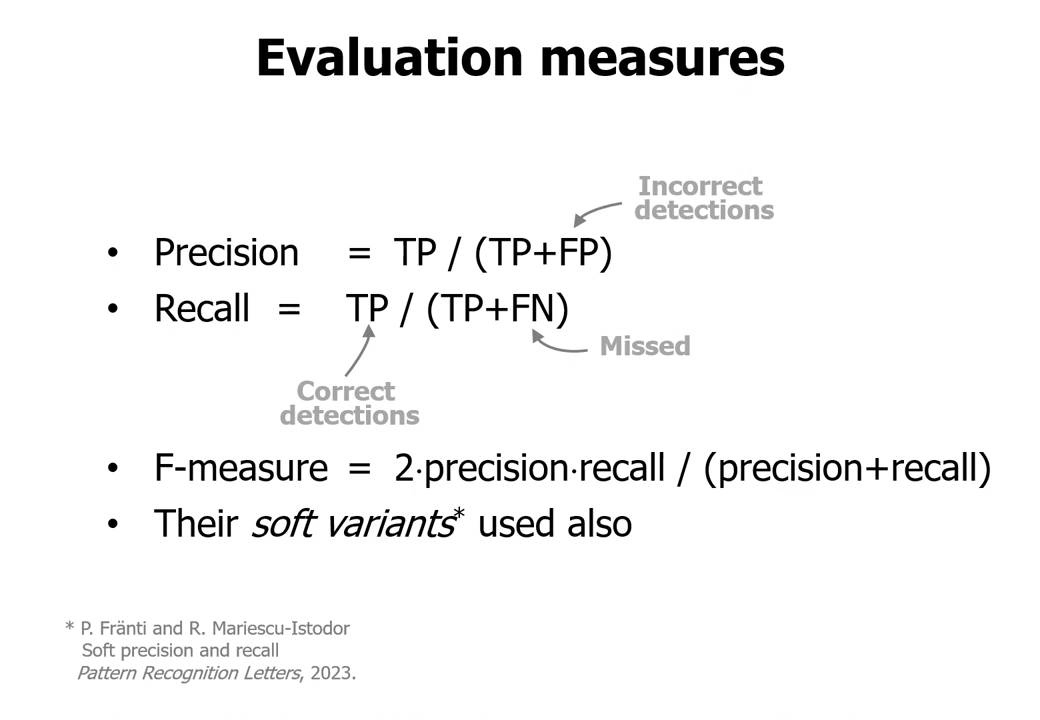 Evaluation measures
Incorrect
detections
• Precision = TP / (TP+FP)
• Recall = TP / (TP+FN)
Missed
Correct
detections
• F-measure = 2·precision·recall / (precision+recall)
• Their soft variants* used also
* P. Fränti and R. Mariescu-Istodor
Soft precision and recall
Pattern Recognition Letters, 2023.